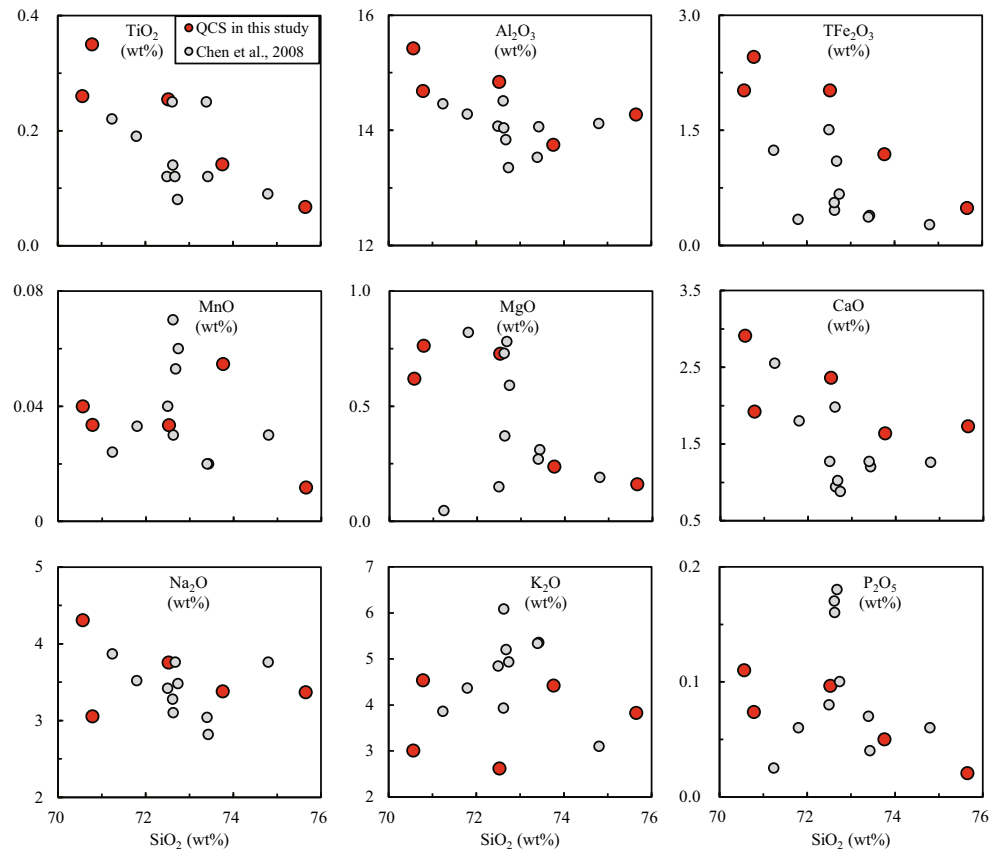 0.4
0.2
0.0
TiO₂
(wt%)
QCS in this study
Chen et al., 2008
16
14
12
Al₂O₃
(wt%)
3.0
1.5
0.0
TFe₂O₃
(wt%)
0.08
0.04
0
MnO
(wt%)
1.0
0.5
0.0
MgO
(wt%)
3.5
2.5
1.5
0.5
CaO
(wt%)
5
4
3
2
Na₂O
(wt%)
70 72 74 76
SiO₂ (wt%)
7
6
5
4
3
2
K₂O
(wt%)
70 72 74 76
SiO₂ (wt%)
0.2
0.1
0.0
P₂O₅
(wt%)
70 72 74 76
SiO₂ (wt%)